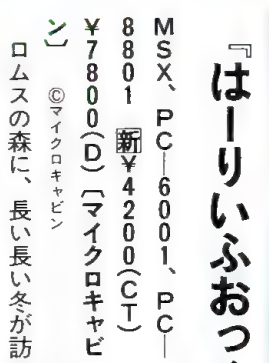 『はーりいふおっ
MSX、PC―6001、PC―
8801 新¥4200(CT)
¥7800(D)〔マイクロキャビ
ン〕 ©マイクロキャビン
ロムスの森に、長い長い冬が訪